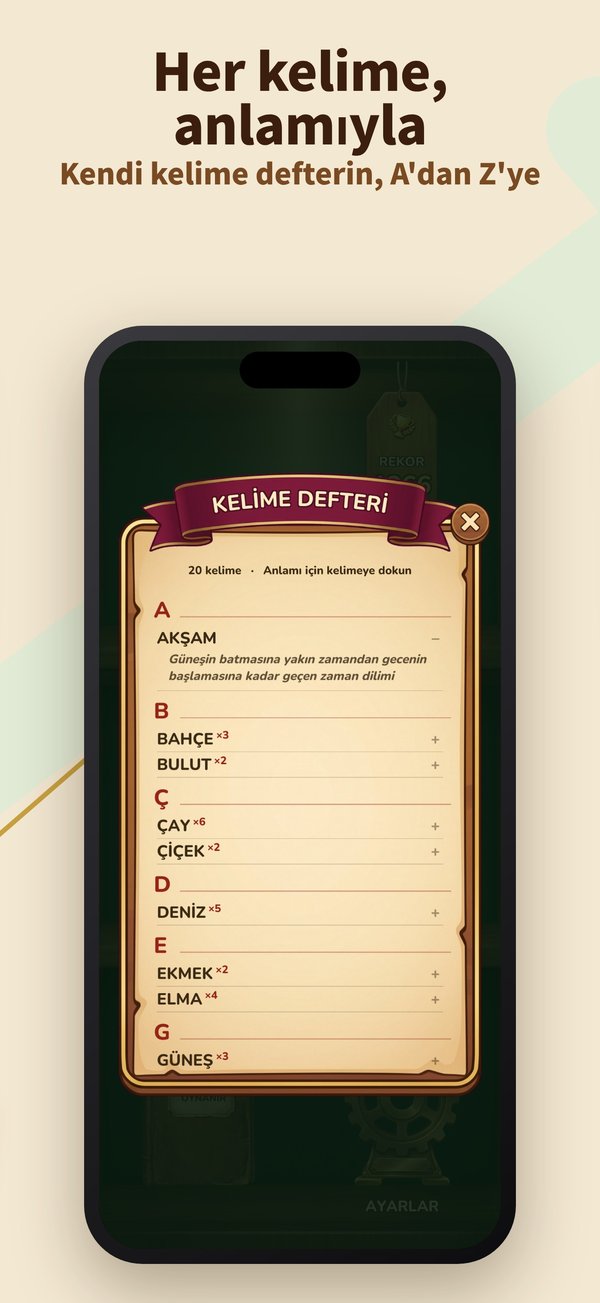 Her kelime,
anlamıyla
Kendi kelime defterin, A'dan Z'ye
REKOR
KELİME DEFTERİ
20 kelime · Anlamı için kelimeye dokun
A
AKŞAM –
Güneşin batmasına yakın zamandan gecenin
başlamasına kadar geçen zaman dilimi
B
BAHÇE ×3 +
BULUT ×2 +
Ç
ÇAY ×6 +
ÇİÇEK ×2 +
D
DENİZ ×5 +
E
EKMEK ×2 +
ELMA ×4 +
G
GÜNEŞ ×3 +
AYARLAR